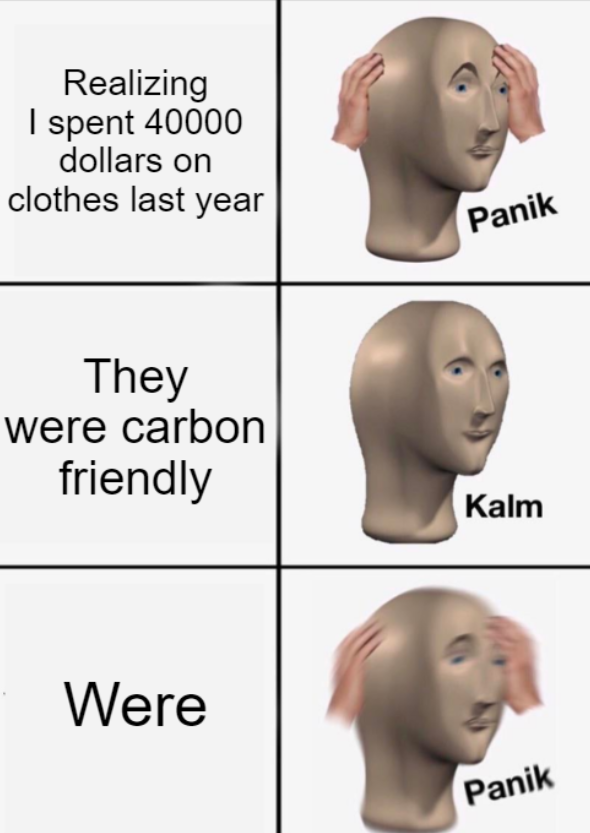 Realizing
I spent 40000
dollars on
clothes last year
Panik
They
were carbon
friendly
Kalm
Were
Panik